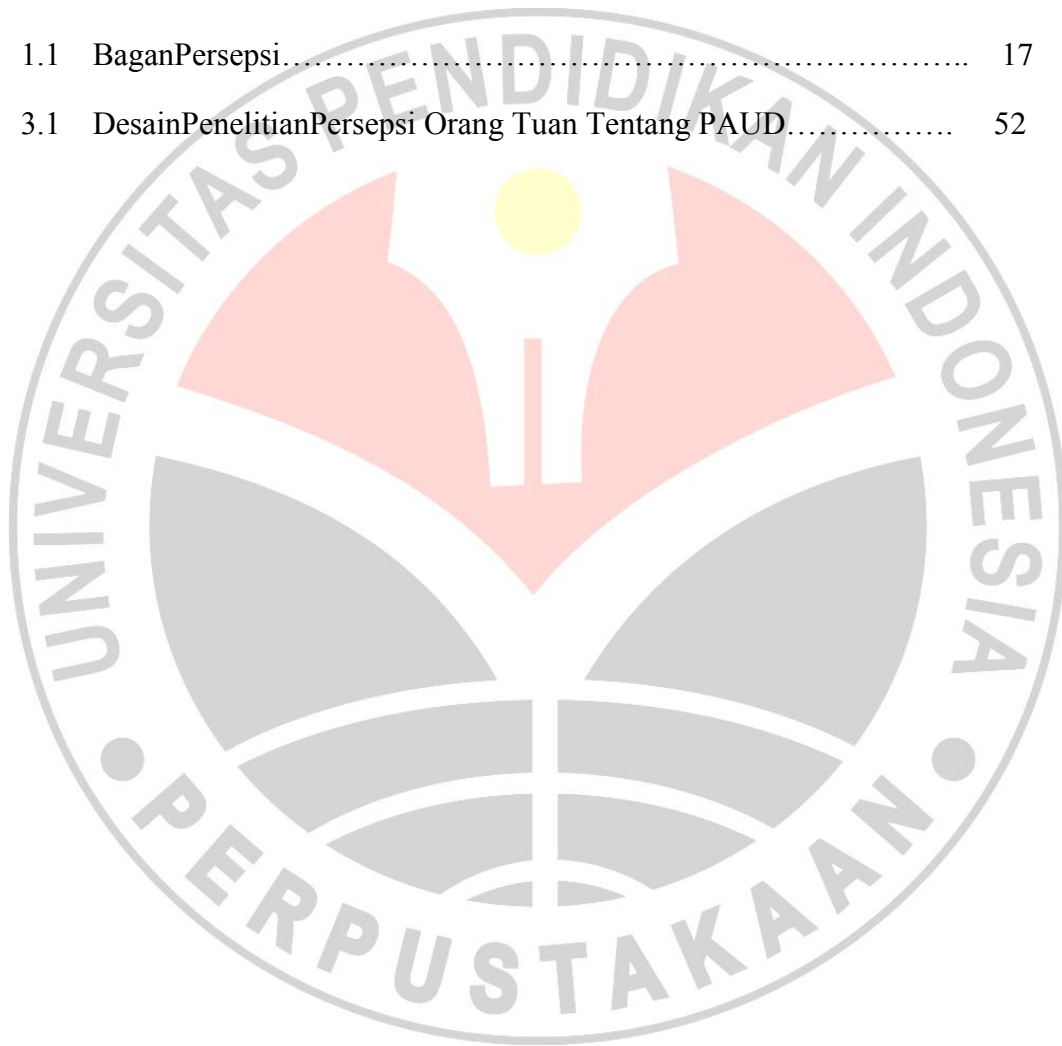 1.1 BaganPersepsi……………………………………………………….. 17
3.1 DesainPenelitianPersepsi Orang Tuan Tentang PAUD……………. 52
UNIVERSITAS PENDIDIKAN INDONESIA
PERPUSTAKAAN